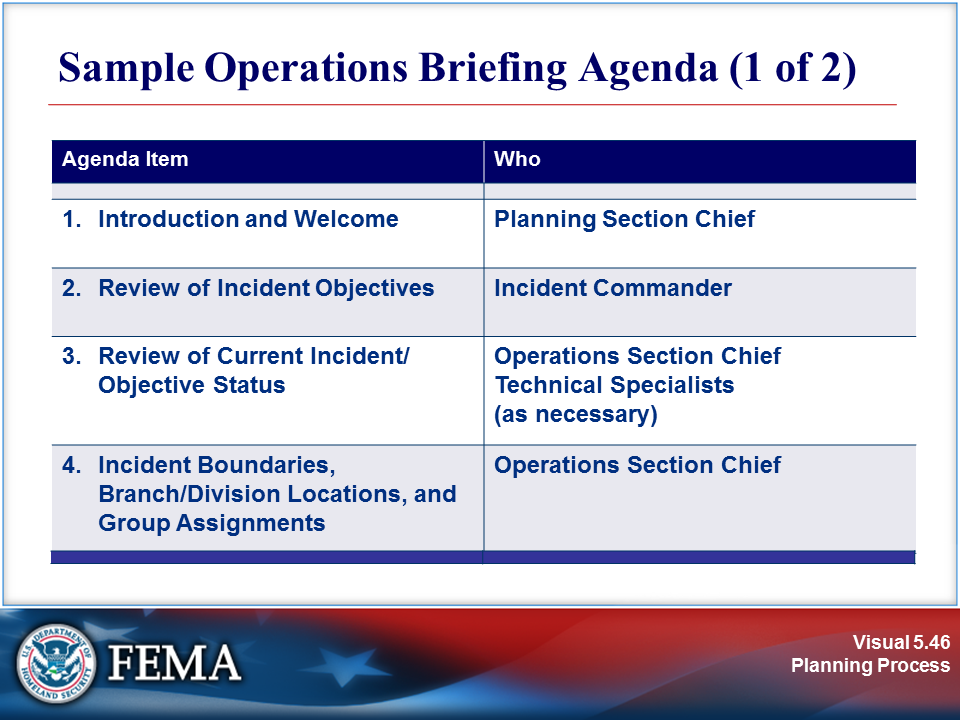 Sample Operations Briefing Agenda (1 of 2)
Agenda Item Who
1. Introduction and Welcome Planning Section Chief
2. Review of Incident Objectives Incident Commander
3. Review of Current Incident/ Operations Section Chief
Objective Status Technical Specialists
(as necessary)
4. Incident Boundaries, Operations Section Chief
Branch/Division Locations, and
Group Assignments
U.S. DEPARTMENT OF
HOMELAND SECURITY
FEMA
Visual 5.46
Planning Process